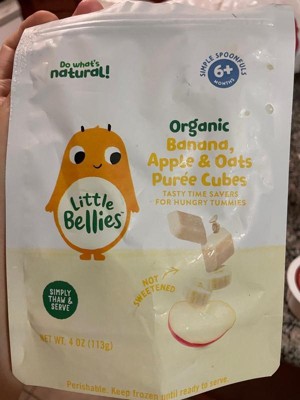 Do what's
natural!
SIMPLE SPOONFULS
6+
MONTHS
Organic
Banana,
Apple & Oats
Purée Cubes
TASTY TIME SAVERS
FOR HUNGRY TUMMIES
Little
Bellies™
NOT
SWEETENED
SIMPLY
THAW &
SERVE
NET WT. 4 OZ (113g)
Perishable. Keep frozen until ready to serve.